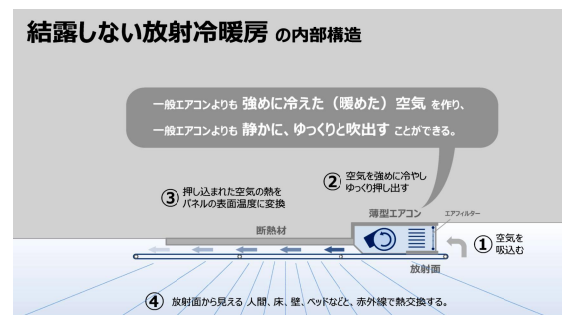 結露しない放射冷暖房 の内部構造
一般エアコンよりも 強めに冷えた（暖めた）空気 を作り、
一般エアコンよりも 静かに、ゆっくりと吹出す ことができる。
② 空気を強めに冷やし
ゆっくり押し出す
③ 押し込まれた空気の熱を
パネルの表面温度に変換
薄型エアコン
エアフィルター
断熱材
① 空気を
吸込む
放射面
④ 放射面から見える 人間、床、壁、ベッドなどと、赤外線で熱交換する。